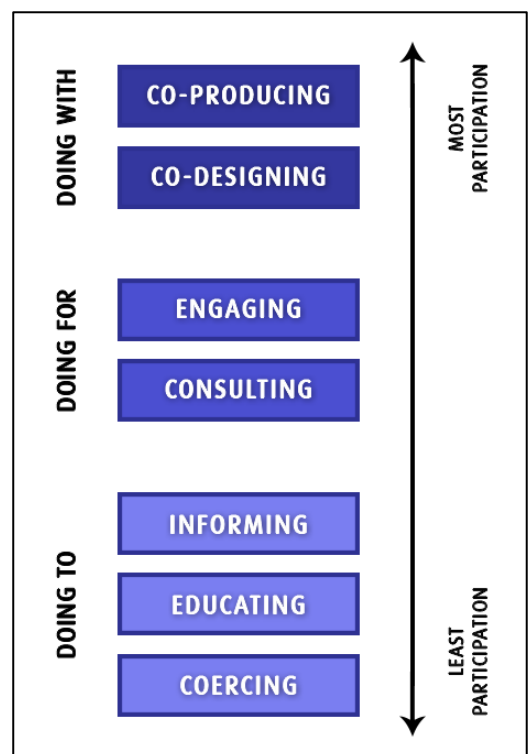 DOING WITH
CO-PRODUCING
CO-DESIGNING
MOST
PARTICIPATION
DOING FOR
ENGAGING
CONSULTING
DOING TO
INFORMING
EDUCATING
COERCING
LEAST
PARTICIPATION